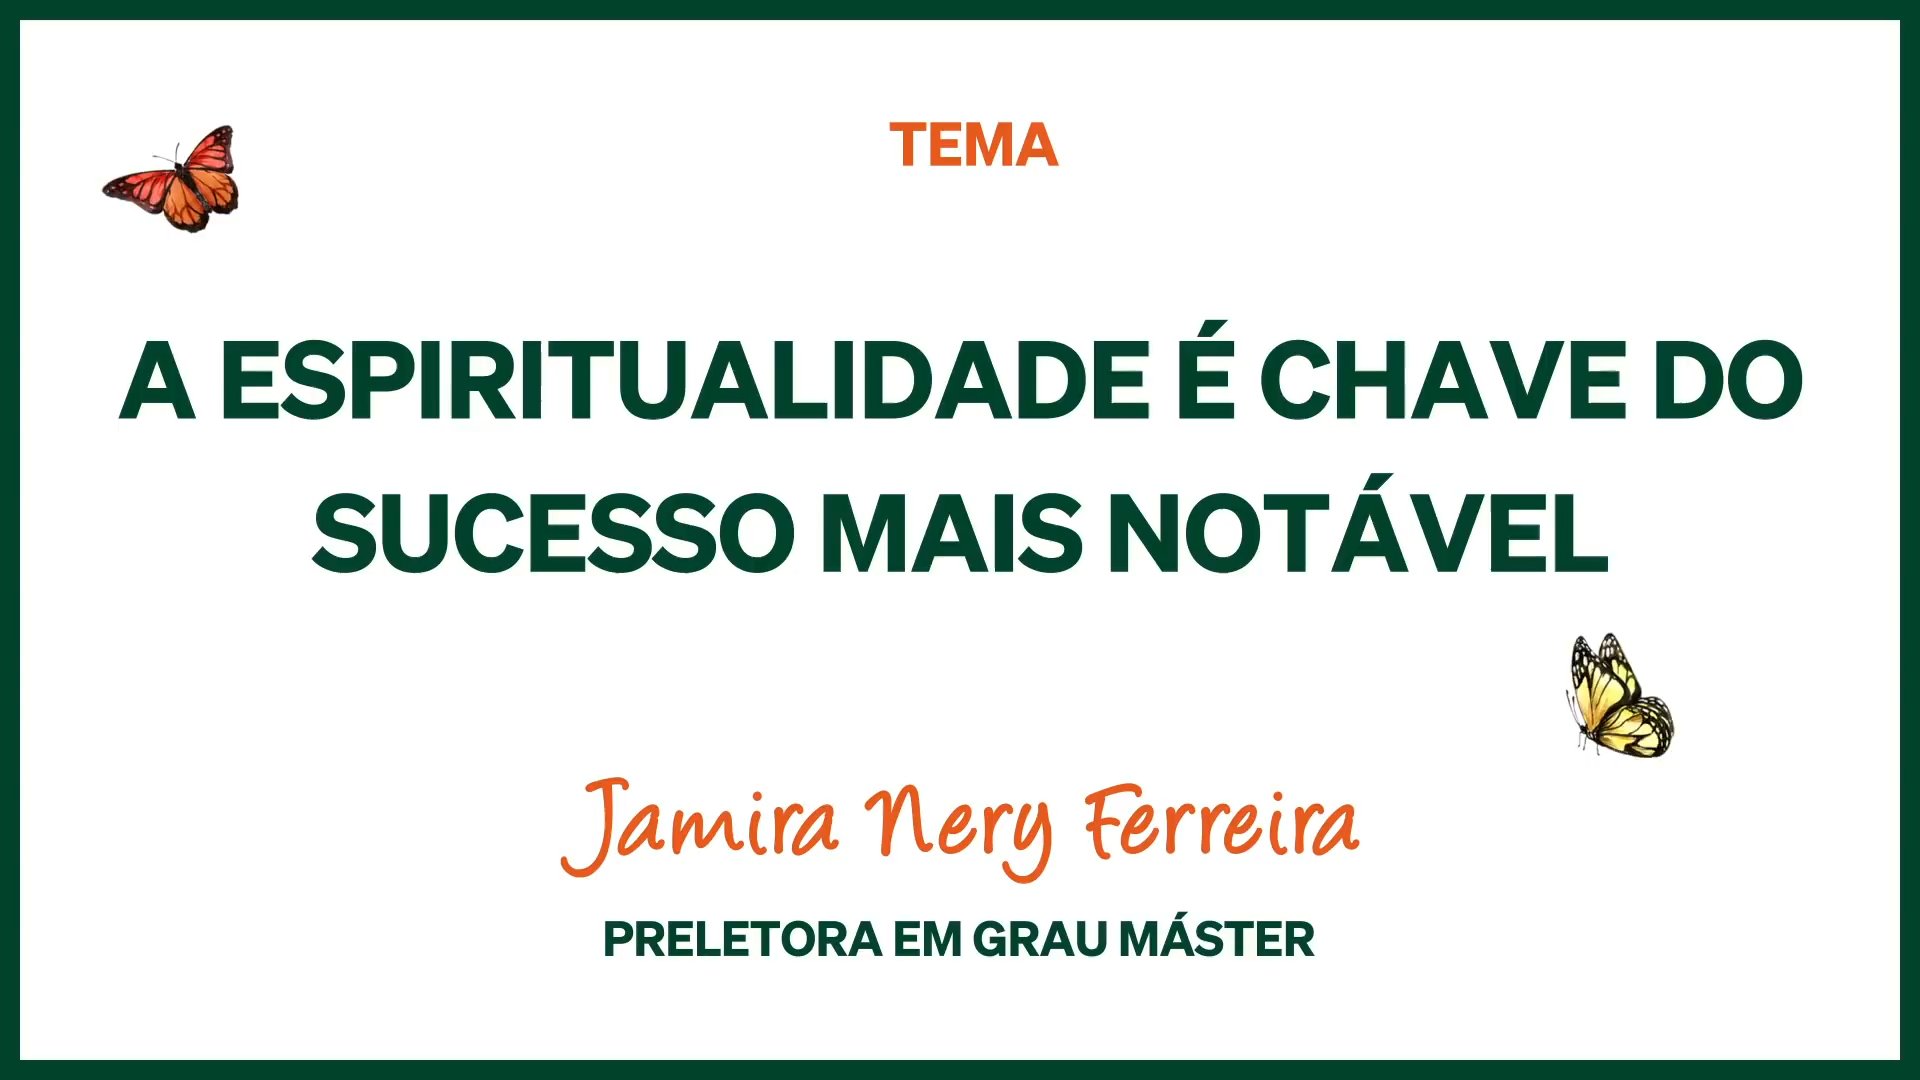 TEMA
A ESPIRITUALIDADE É CHAVE DO
SUCESSO MAIS NOTÁVEL
Jamira Nery Ferreira
PRELETORA EM GRAU MÁSTER